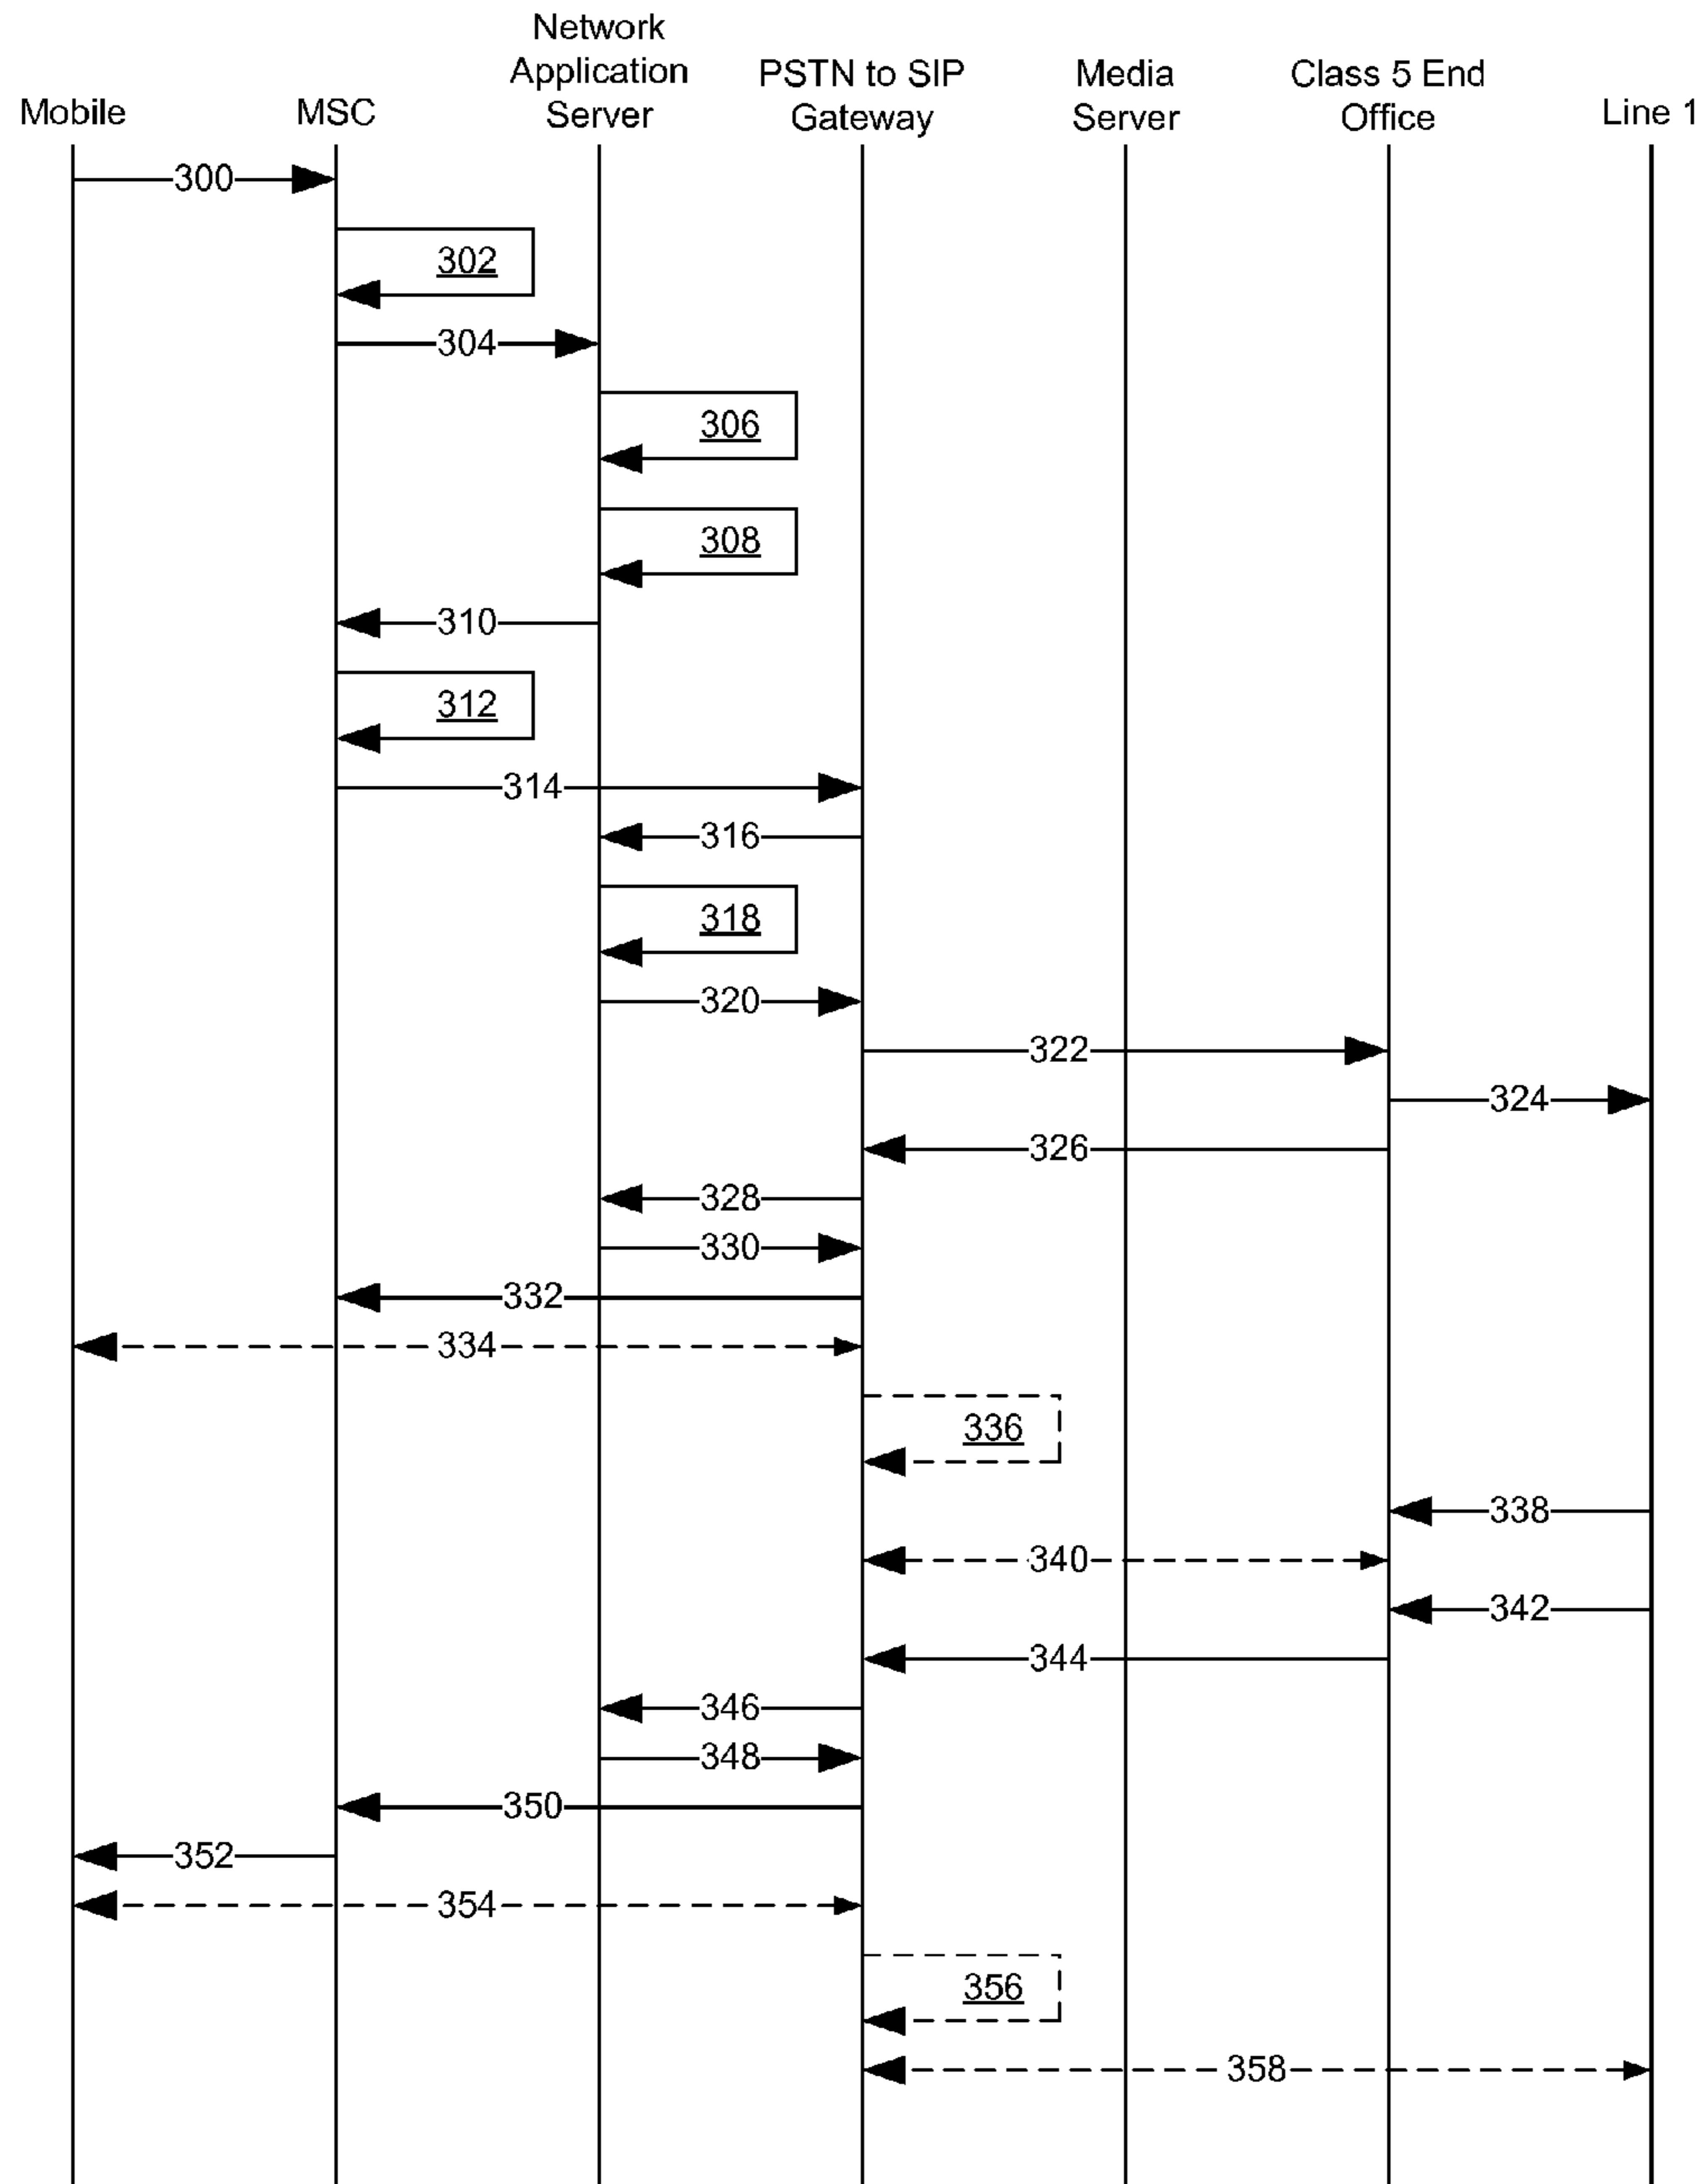 Mobile
MSC
Network
Application
Server
PSTN to SIP
Gateway
Media
Server
Class 5 End
Office
Line 1
300
302
304
306
308
310
312
314
316
318
320
322
324
326
328
330
332
334
336
338
340
342
344
346
348
350
352
354
356
358